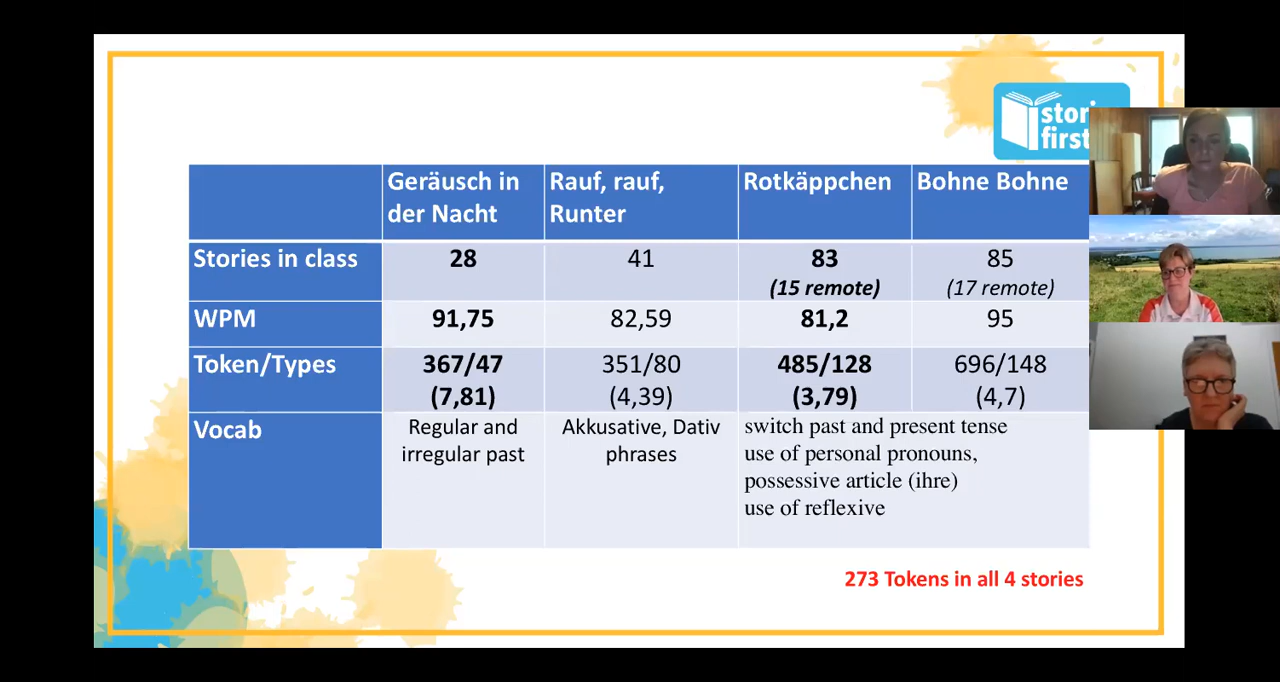 stori
first
Geräusch in
der Nacht
Rauf, rauf,
Runter
Rotkäppchen
Bohne Bohne
Stories in class
28
41
83
(15 remote)
85
(17 remote)
WPM
91,75
82,59
81,2
95
Token/Types
367/47
(7,81)
351/80
(4,39)
485/128
(3,79)
696/148
(4,7)
Vocab
Regular and
irregular past
Akkusative, Dativ
phrases
switch past and present tense
use of personal pronouns,
possessive article (ihre)
use of reflexive
273 Tokens in all 4 stories